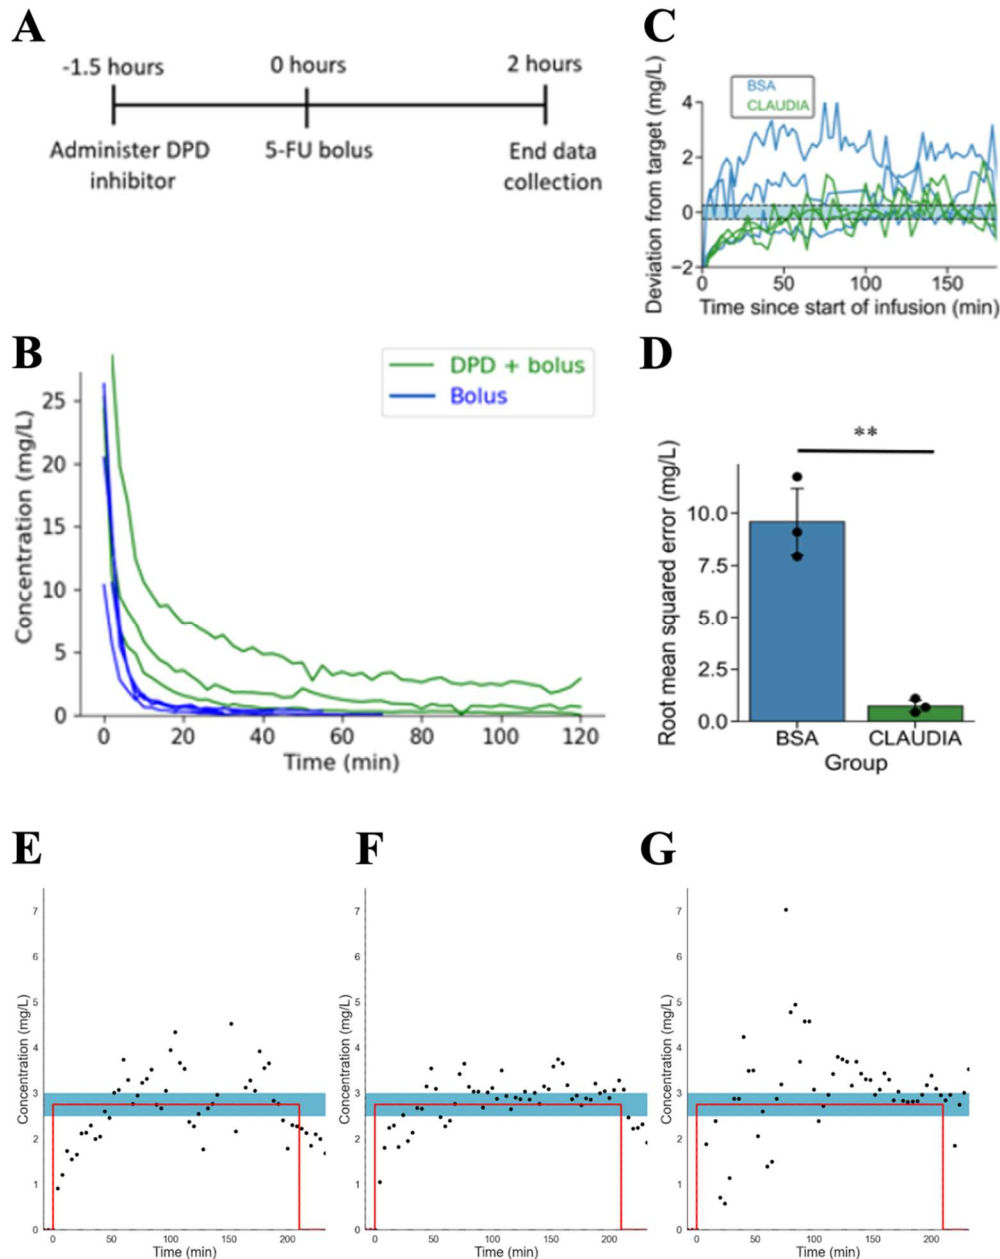 A
-1.5 hours
0 hours
2 hours
Administer DPD
inhibitor
5-FU bolus
End data
collection
C
Deviation from target (mg/L)
4
2
0
−2
BSA
CLAUDIA
0
50
100
150
Time since start of infusion (min)
B
Concentration (mg/L)
25
20
15
10
5
0
DPD + bolus
Bolus
0
20
40
60
80
100
120
Time (min)
D
Root mean squared error (mg/L)
10.0
7.5
5.0
2.5
0.0
**
BSA
CLAUDIA
Group
E
Concentration (mg/L)
7
6
5
4
3
2
1
0
0
50
100
150
200
Time (min)
F
Concentration (mg/L)
7
6
5
4
3
2
1
0
0
50
100
150
200
Time (min)
G
Concentration (mg/L)
7
6
5
4
3
2
1
0
0
50
100
150
200
Time (min)